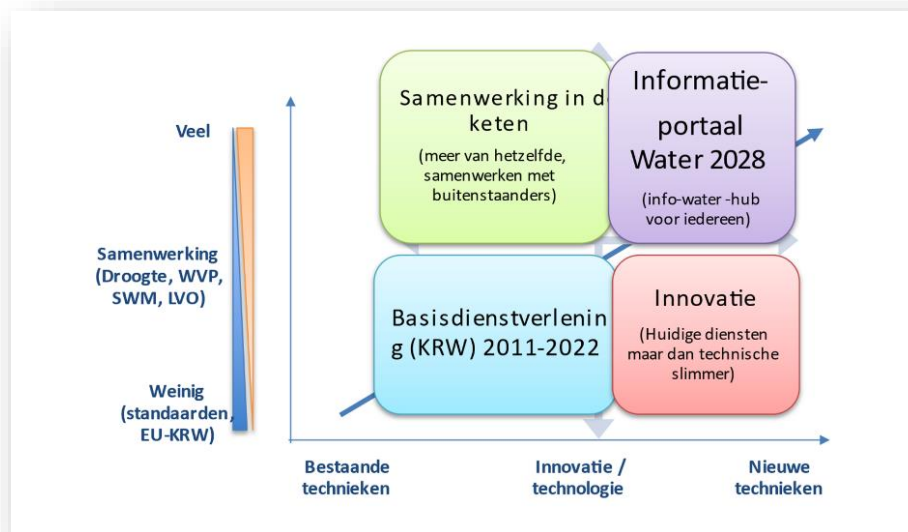 Veel
Samenwerking
(Droogte, WVP,
SWM, LVO)
Weinig
(standaarden,
EU-KRW)
Samenwerking in de
keten
(meer van hetzelfde,
samenwerken met
buitenstaanders)
Informatie-
portaal
Water 2028
(info-water -hub
voor iedereen)
Basisdienstverlenin
g (KRW) 2011-2022
Innovatie
(Huidige diensten
maar dan technische
slimmer)
Bestaande
technieken
Innovatie /
technologie
Nieuwe
technieken